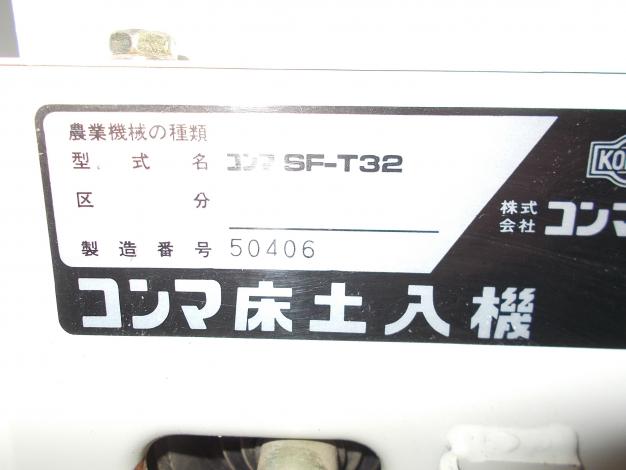 農業機械の種類
型式名 コンマ SF-T32
区分
製造番号 50406
コンマ床土入機
KO
株式会社 コンマ